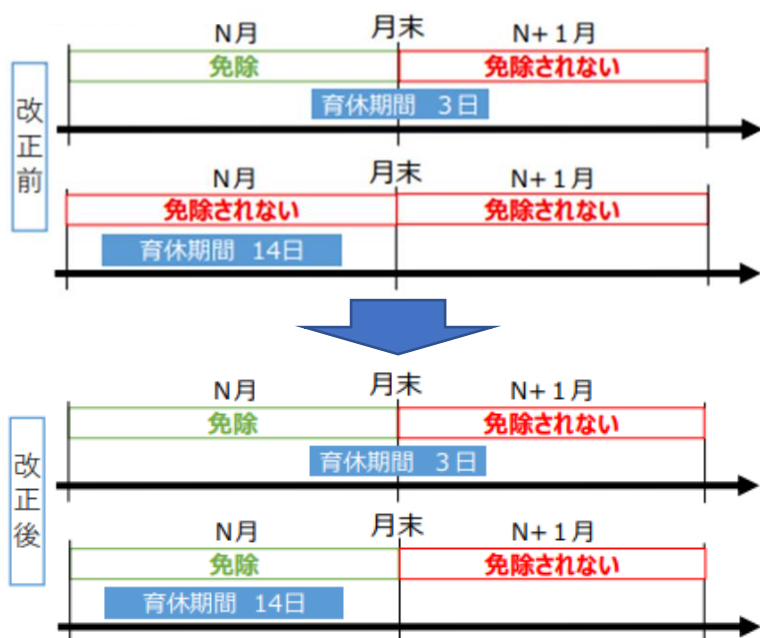 改正前
N月 月末 N+1月
免除 免除されない
育休期間 3日
N月 月末 N+1月
免除されない 免除されない
育休期間 14日
改正後
N月 月末 N+1月
免除 免除されない
育休期間 3日
N月 月末 N+1月
免除 免除されない
育休期間 14日